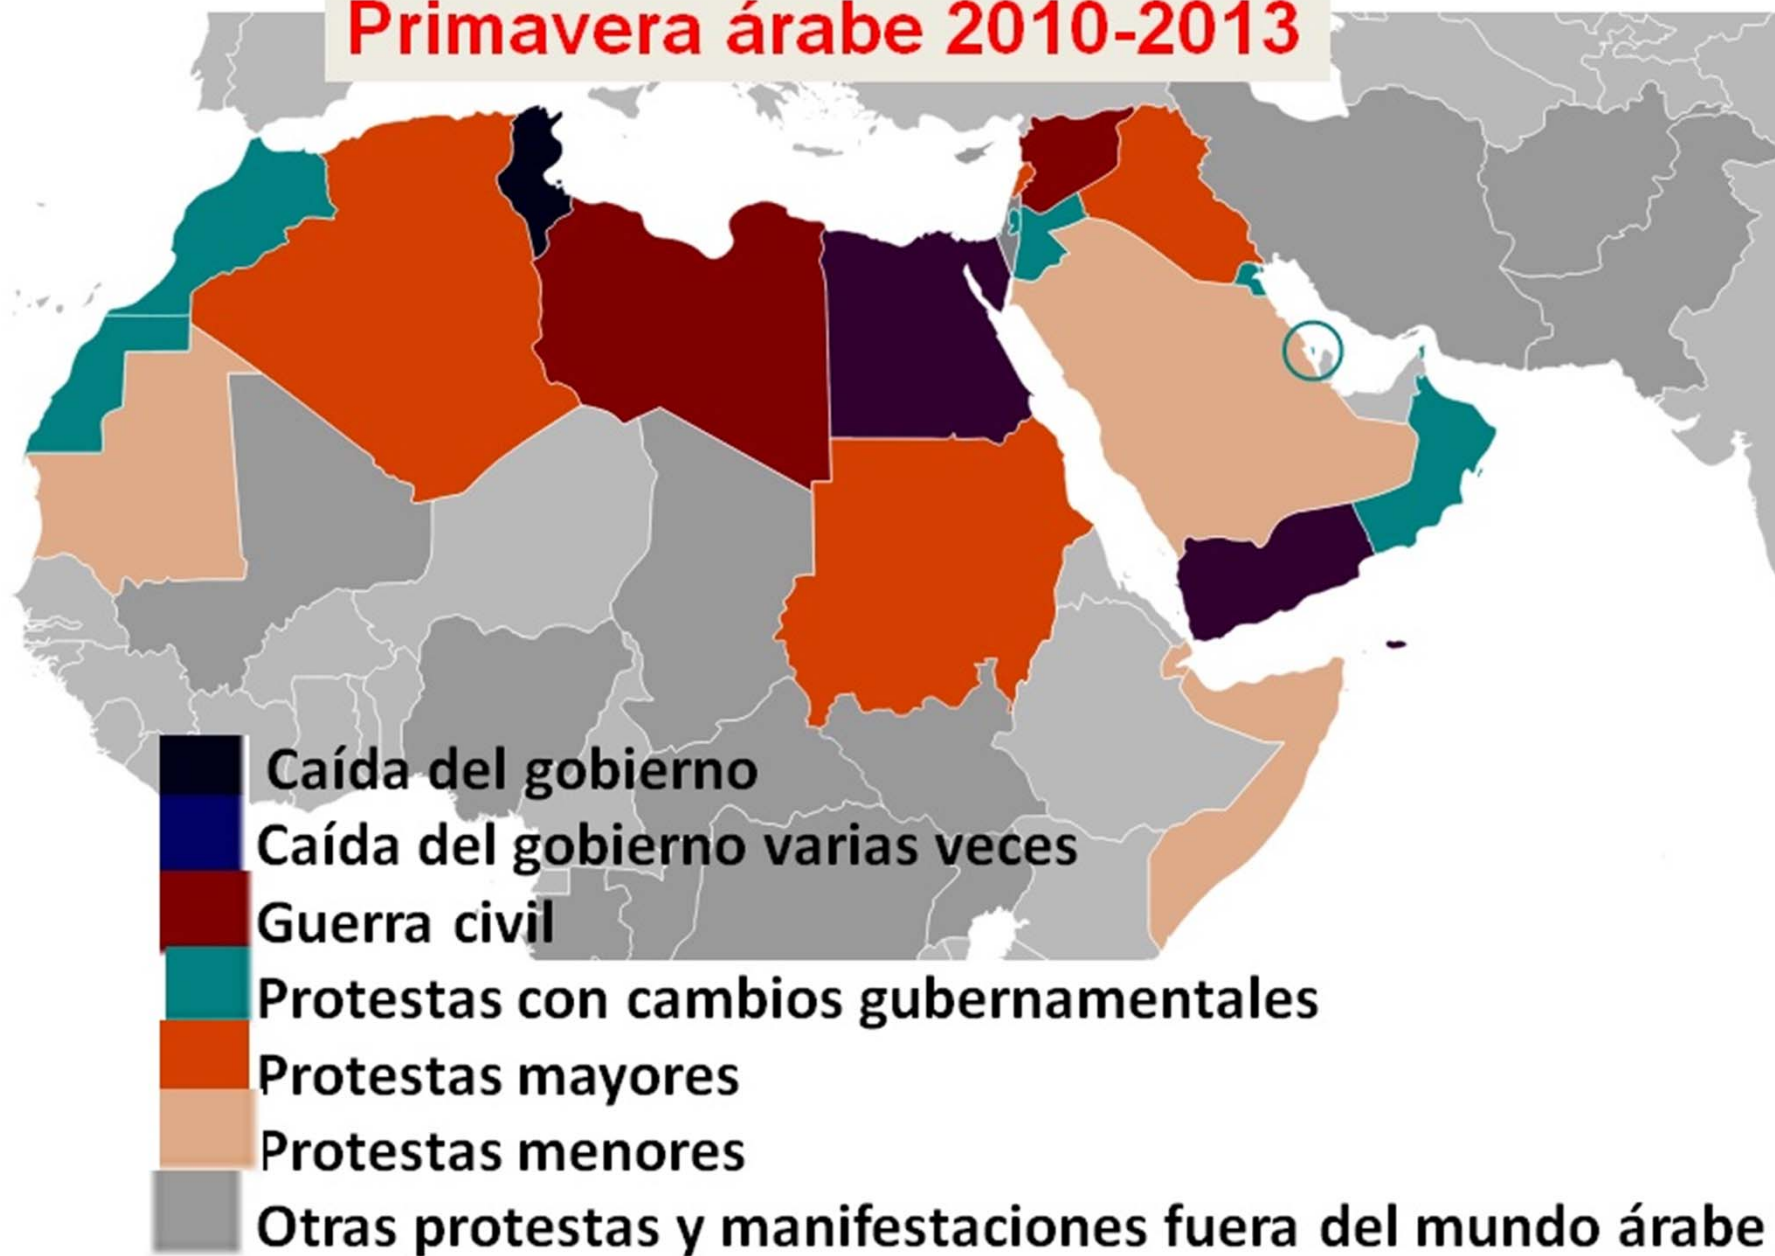 Primavera árabe 2010-2013
Caída del gobierno
Caída del gobierno varias veces
Guerra civil
Protestas con cambios gubernamentales
Protestas mayores
Protestas menores
Otras protestas y manifestaciones fuera del mundo árabe